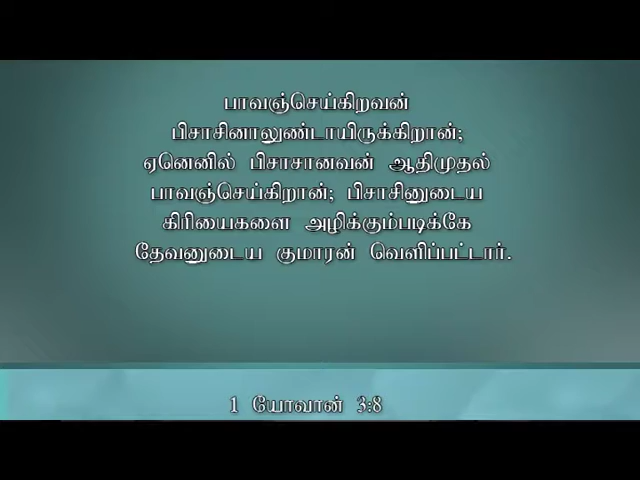 பாவஞ்செய்கிறவன்
பிசாசினாலுண்டாயிருக்கிறான்;
ஏனெனில் பிசாசானவன் ஆதிமுதல்
பாவஞ்செய்கிறான்; பிசாசினுடைய
கிரியைகளை அழிக்கும்படிக்கே
தேவனுடைய குமாரன் வெளிப்பட்டார்.
1 யோவான் 3:8